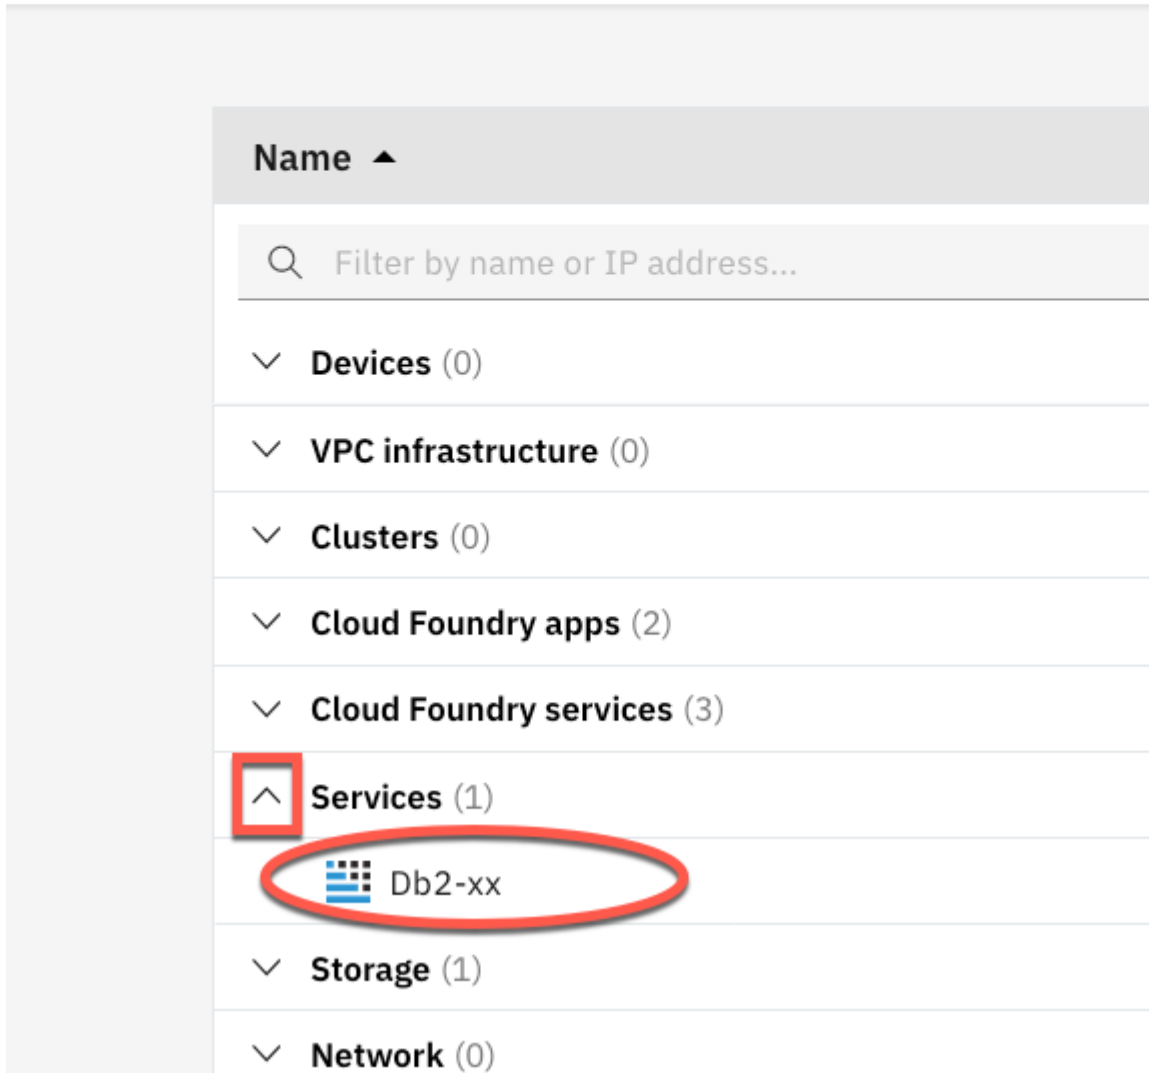 Name
Filter by name or IP address...
Devices (0)
VPC infrastructure (0)
Clusters (0)
Cloud Foundry apps (2)
Cloud Foundry services (3)
Services (1)
Db2-xx
Storage (1)
Network (0)